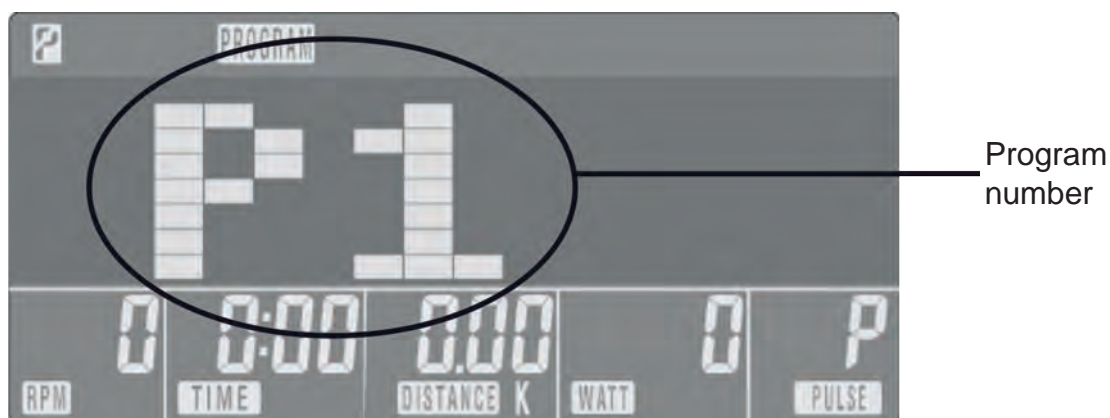 P PROGRAM
P1
Program
number
0 0:00 0.00 0 P
RPM TIME DISTANCE K WATT PULSE